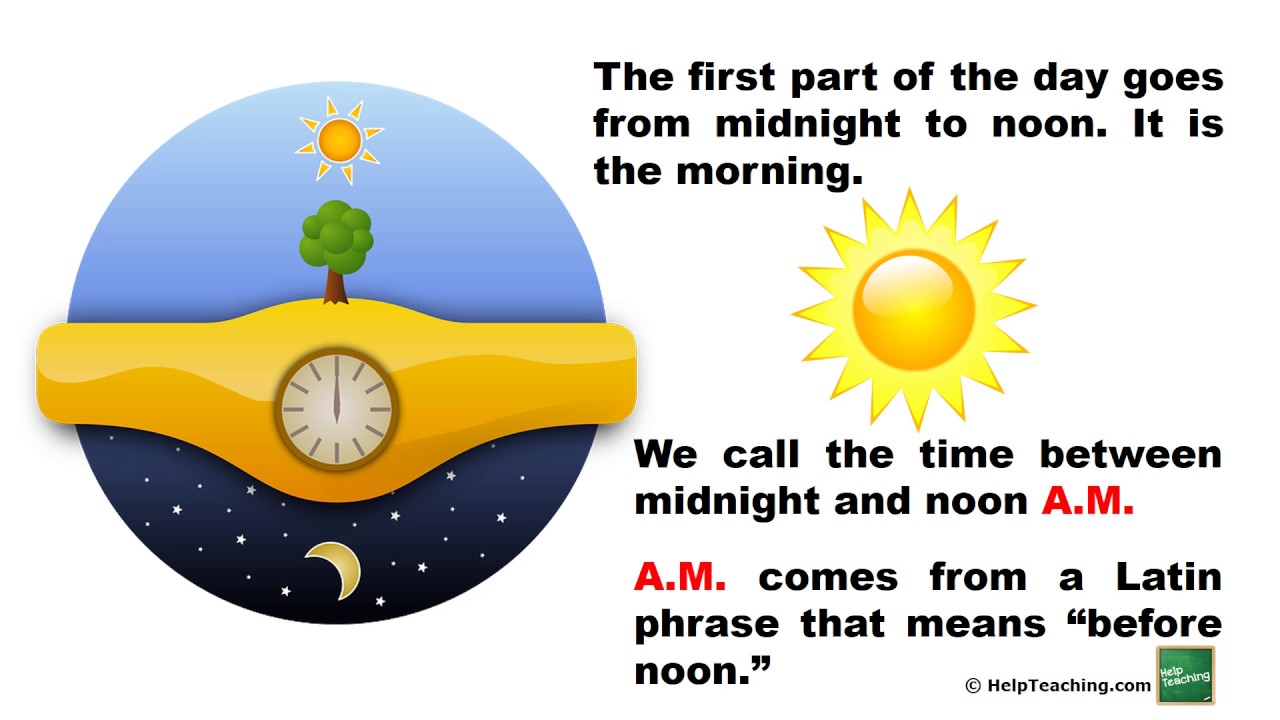 The first part of the day goes
from midnight to noon. It is
the morning.
We call the time between
midnight and noon A.M.
A.M. comes from a Latin
phrase that means “before
noon.”
© HelpTeaching.com
Help
Teaching